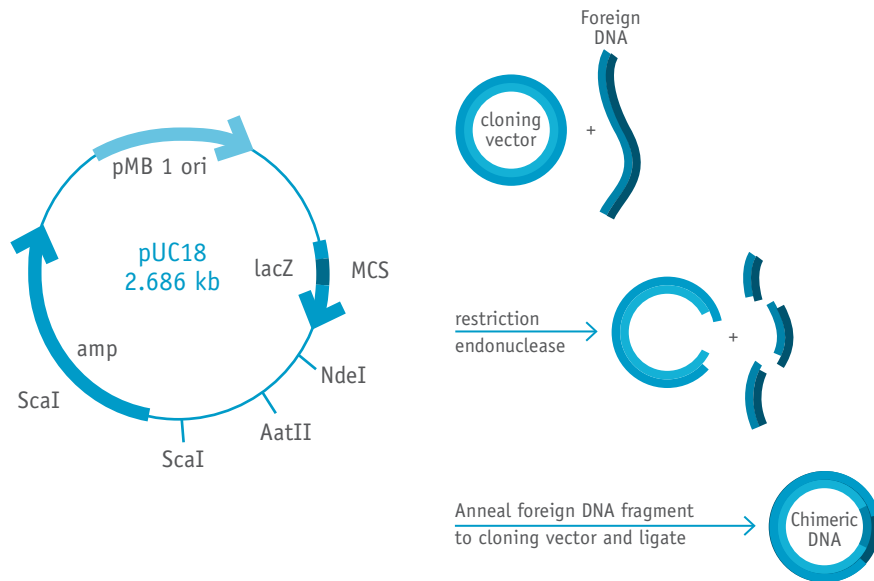 pMB 1 ori
pUC18
2.686 kb
lacZ
MCS
amp
ScaI
NdeI
AatII
ScaI
Foreign
DNA
cloning
vector
+
restriction
endonuclease
+
Anneal foreign DNA fragment
to cloning vector and ligate
Chimeric
DNA